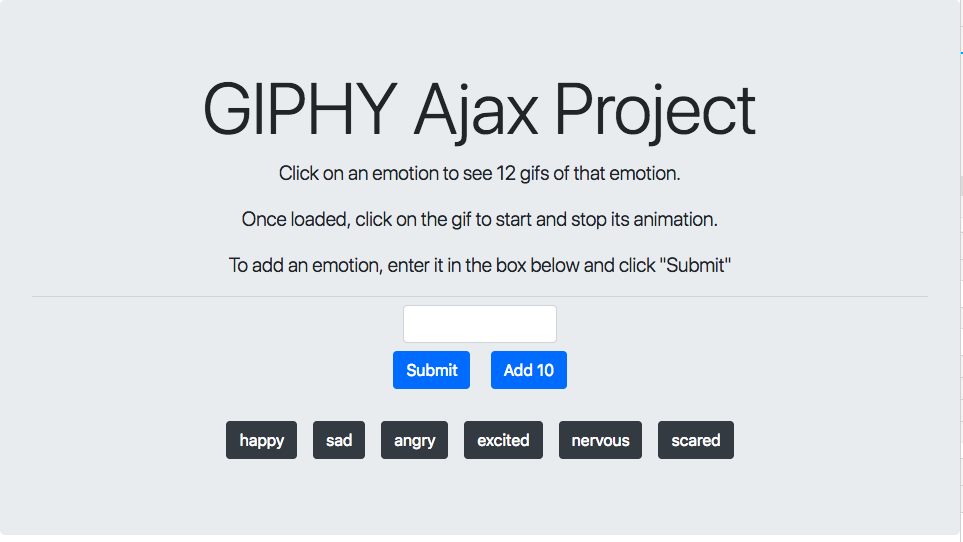 GIPHY Ajax Project
Click on an emotion to see 12 gifs of that emotion.
Once loaded, click on the gif to start and stop its animation.
To add an emotion, enter it in the box below and click "Submit"
Submit Add 10
happy sad angry excited nervous scared